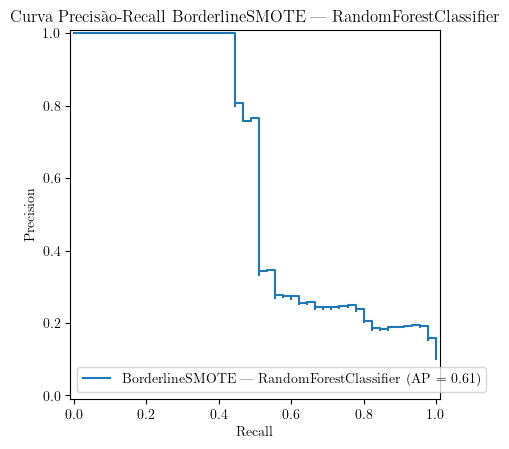 Curva Precisão-Recall BorderlineSMOTE — RandomForestClassifier
1.0
0.8
0.6
0.4
0.2
0.0
Precision
BorderlineSMOTE — RandomForestClassifier (AP = 0.61)
0.0 0.2 0.4 0.6 0.8 1.0
Recall